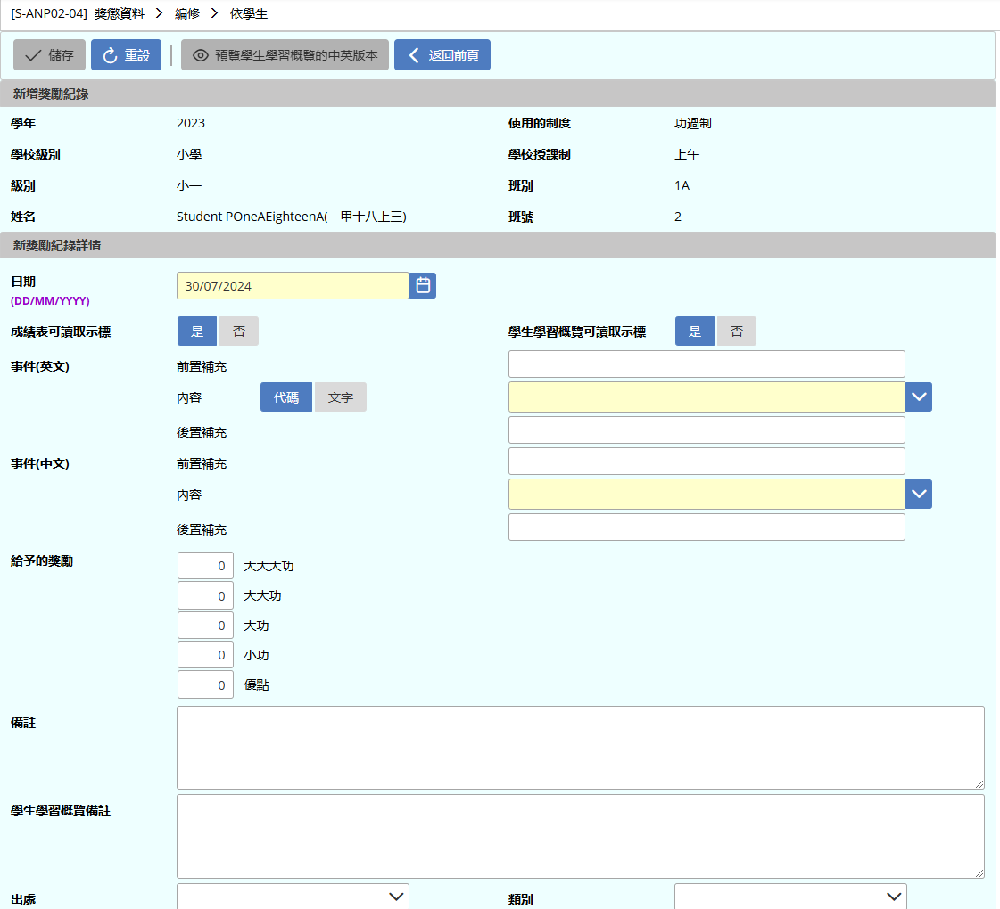 [S-ANP02-04] 獎懲資料 > 編修 > 依學生
儲存 重設 | 預覽學生學習概覽的中英版本 返回前頁
新增獎勵紀錄
學年 2023 使用的制度 功過制
學校級別 小學 學校授課制 上午
級別 小一 班別 1A
姓名 Student POneAEighteenA(一甲十八上三) 班號 2
新獎勵紀錄詳情
日期 30/07/2024
(DD/MM/YYYY)
成績表可讀取示標 是 否 學生學習概覽可讀取示標 是 否
事件(英文) 前置補充
內容 代碼 文字
後置補充
事件(中文) 前置補充
內容
後置補充
給予的獎勵 0 大大大功
0 大大功
0 大功
0 小功
0 優點
備註
學生學習概覽備註
出處 類別